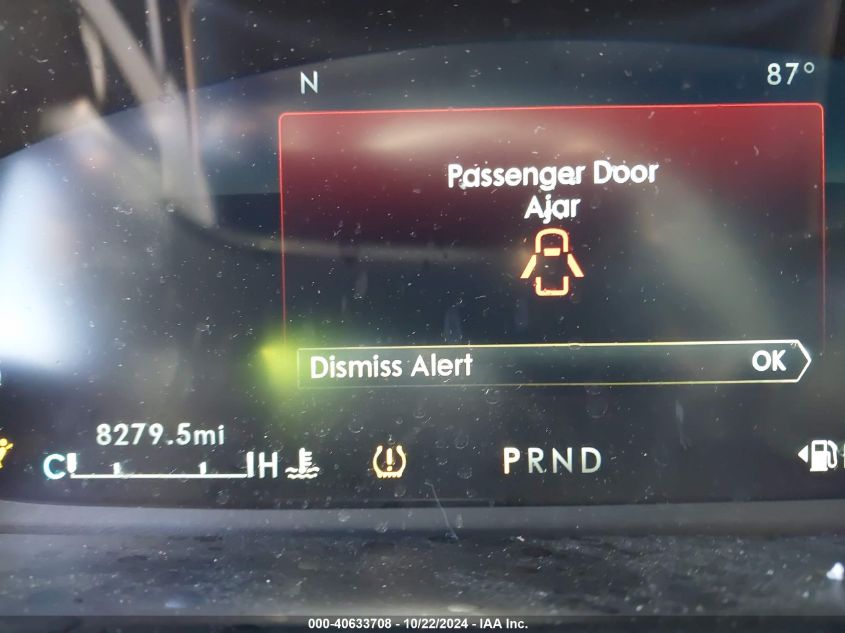 N
87°
Passenger Door
Ajar
Dismiss Alert
OK
8279.5mi
C
H
PRND
000-40633708 - 10/22/2024 - IAA Inc.